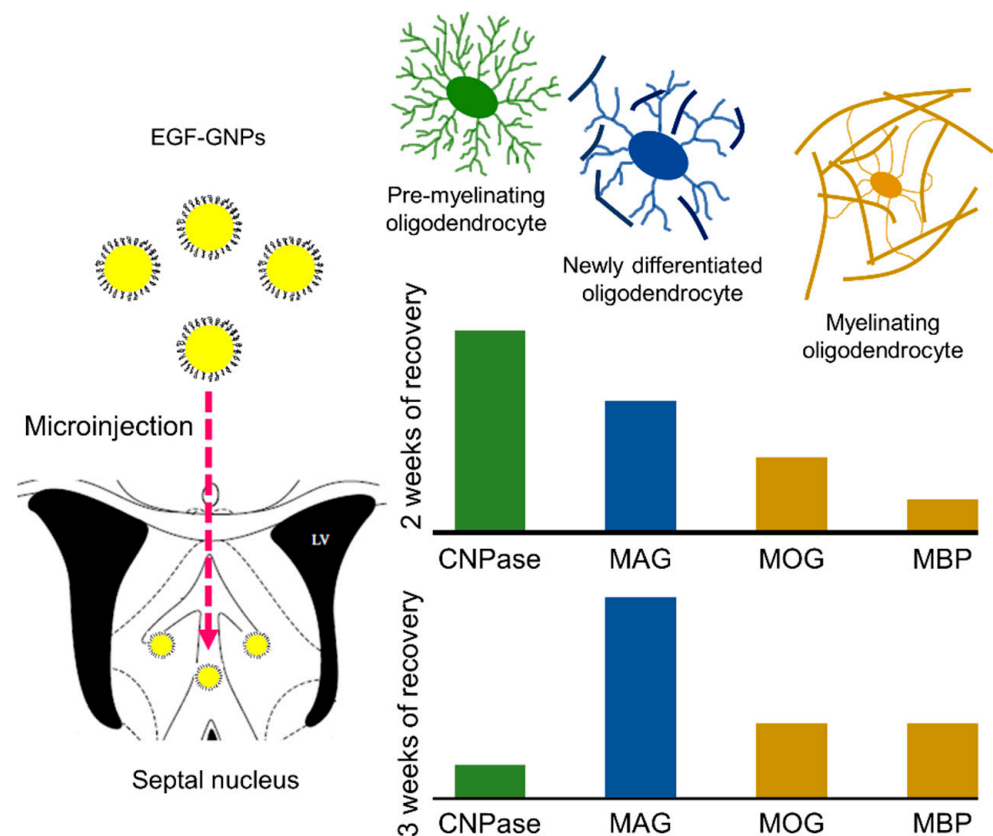 EGF-GNPs
Microinjection
LV
Septal nucleus
Pre-myelinating
oligodendrocyte
Newly differentiated
oligodendrocyte
Myelinating
oligodendrocyte
2 weeks of recovery
CNPase MAG MOG MBP
3 weeks of recovery
CNPase MAG MOG MBP